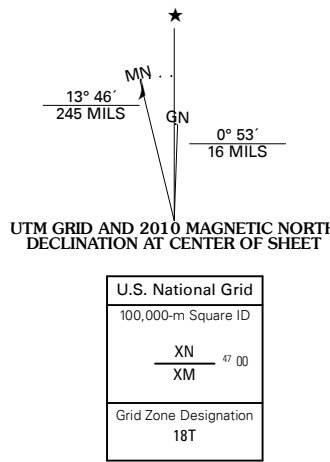 ★
MN
13° 46´
245 MILS
GN
0° 53´
16 MILS
UTM GRID AND 2010 MAGNETIC NORTH
DECLINATION AT CENTER OF SHEET
U.S. National Grid
100,000-m Square ID
XN
47 00
XM
Grid Zone Designation
18T